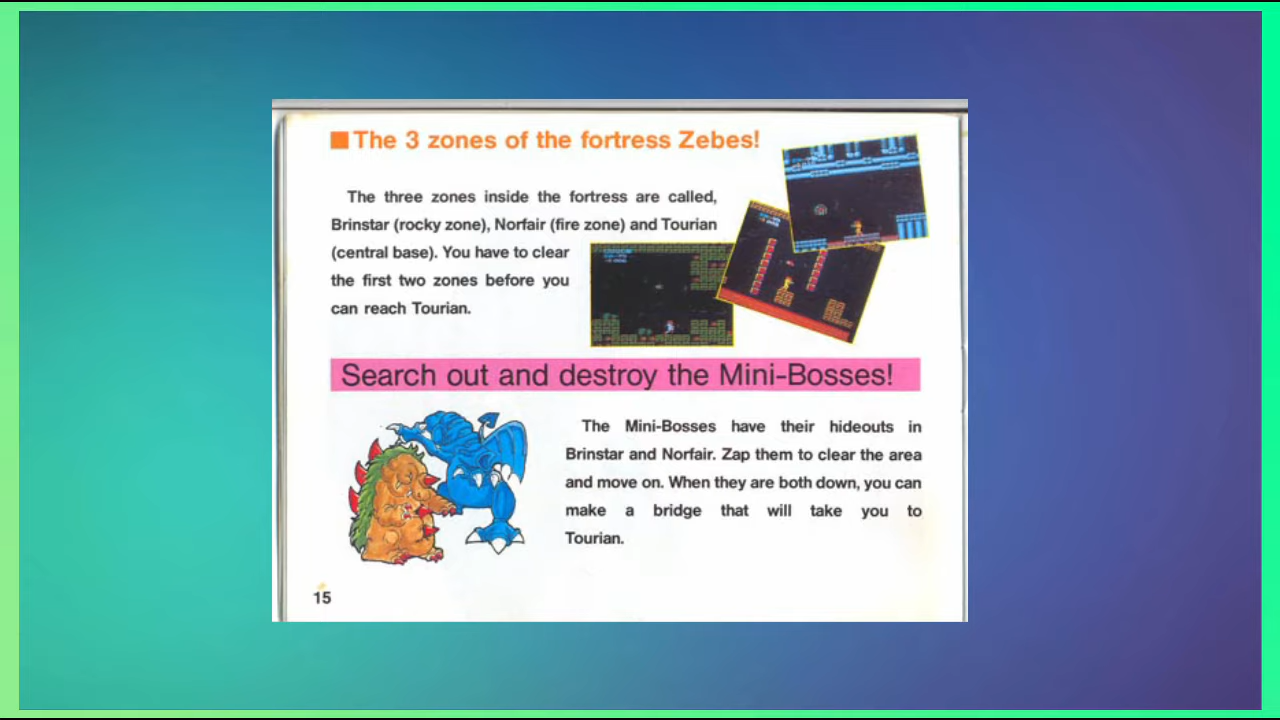 The 3 zones of the fortress Zebes!
The three zones inside the fortress are called,
Brinstar (rocky zone), Norfair (fire zone) and Tourian
(central base). You have to clear
the first two zones before you
can reach Tourian.
Search out and destroy the Mini-Bosses!
The Mini-Bosses have their hideouts in
Brinstar and Norfair. Zap them to clear the area
and move on. When they are both down, you can
make a bridge that will take you to
Tourian.
15